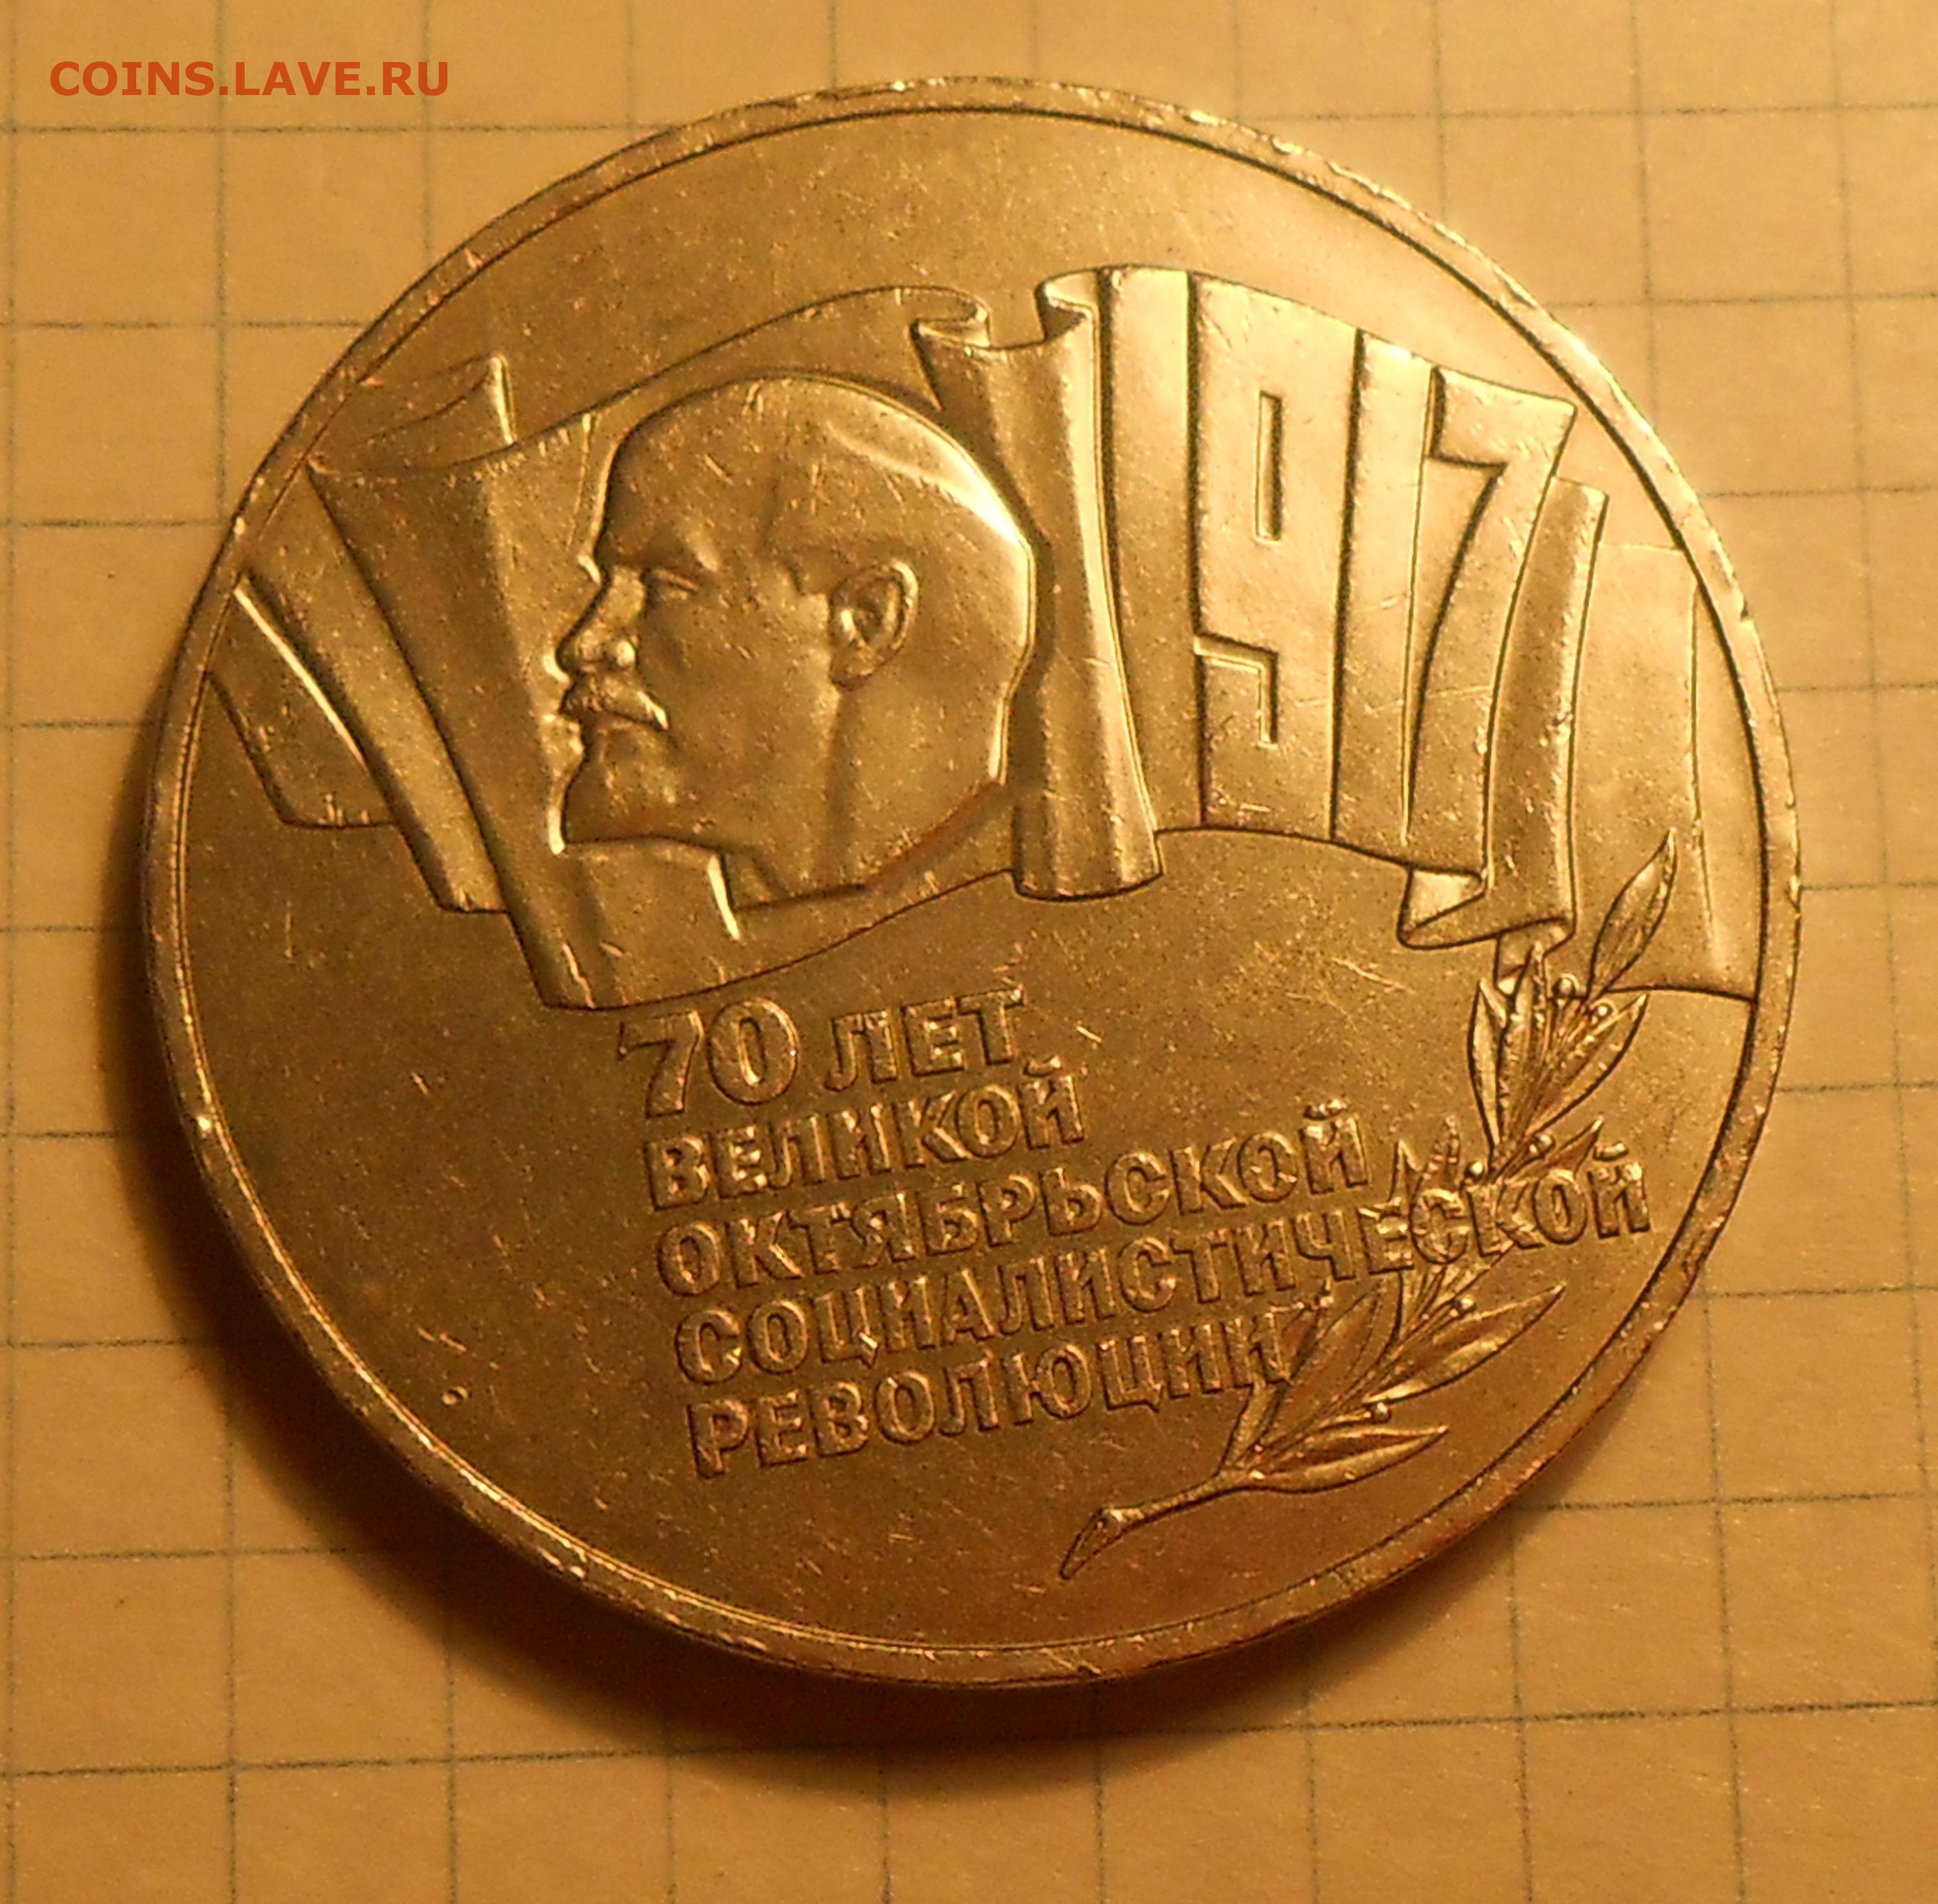 COINS.LAVE.RU
1917
70 ЛЕТ
ВЕЛИКОЙ
ОКТЯБРЬСКОЙ
СОЦИАЛИСТИЧЕСКОЙ
РЕВОЛЮЦИИ